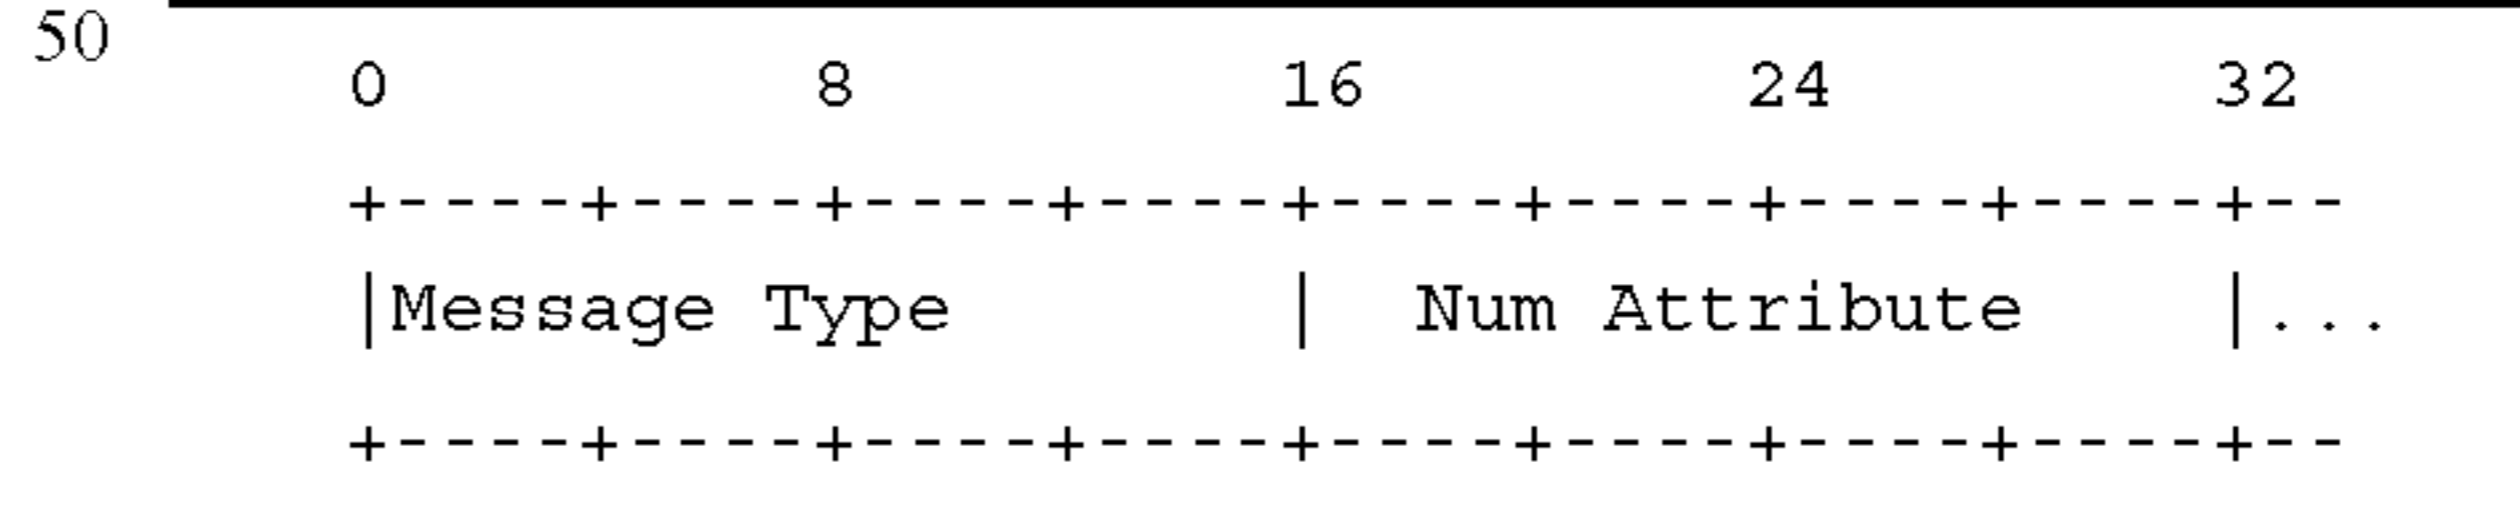 50
0         8         16        24        32
+----+----+----+----+----+----+----+----+--
|Message Type       |  Num Attribute    |...
+----+----+----+----+----+----+----+----+--